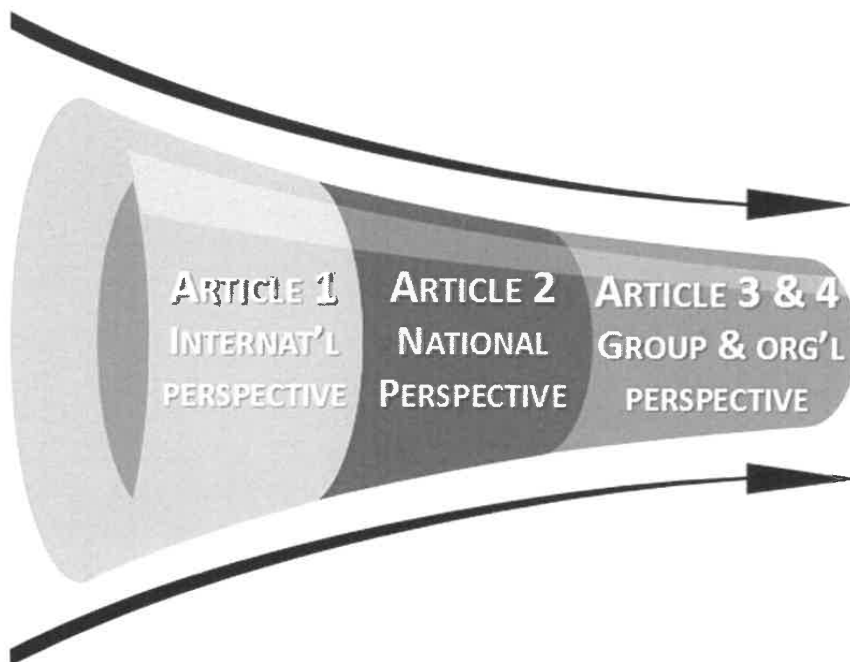 ARTICLE 1
INTERNAT'L
PERSPECTIVE
ARTICLE 2
NATIONAL
PERSPECTIVE
ARTICLE 3 & 4
GROUP & ORG'L
PERSPECTIVE